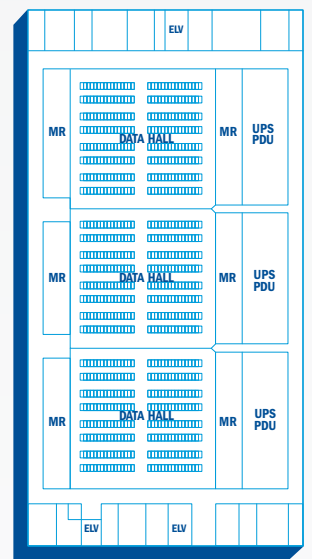 ELV
MR
DATA HALL
MR
UPS
PDU
MR
DATA HALL
MR
UPS
PDU
MR
DATA HALL
MR
UPS
PDU
ELV
ELV